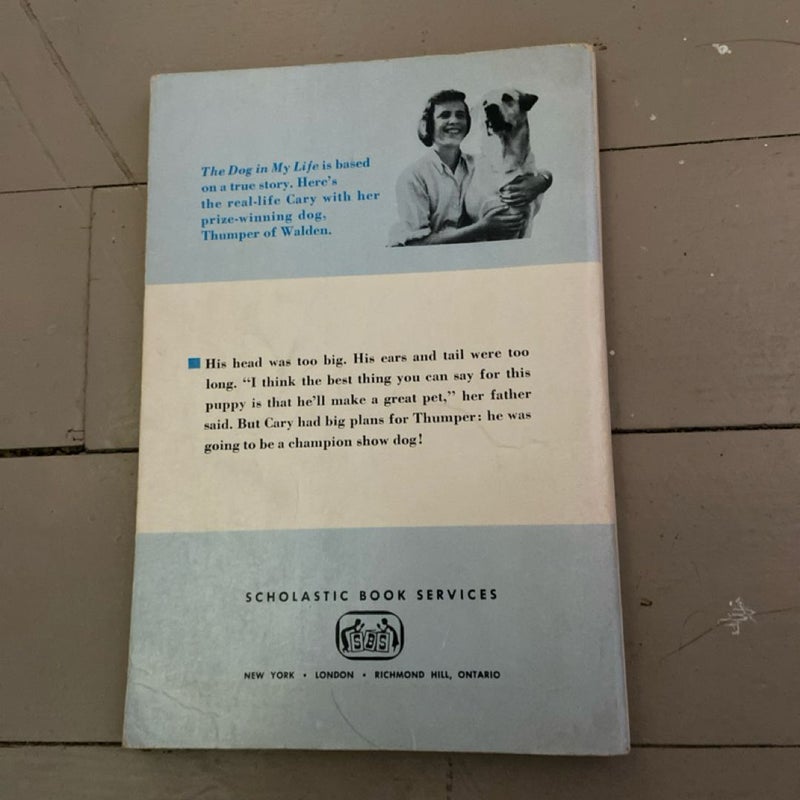 The Dog in My Life is based
on a true story. Here's
the real-life Cary with her
prize-winning dog,
Thumper of Walden.
His head was too big. His ears and tail were too
long. “I think the best thing you can say for this
puppy is that he'll make a great pet,” her father
said. But Cary had big plans for Thumper: he was
going to be a champion show dog!
SCHOLASTIC BOOK SERVICES
SBS
NEW YORK • LONDON • RICHMOND HILL, ONTARIO